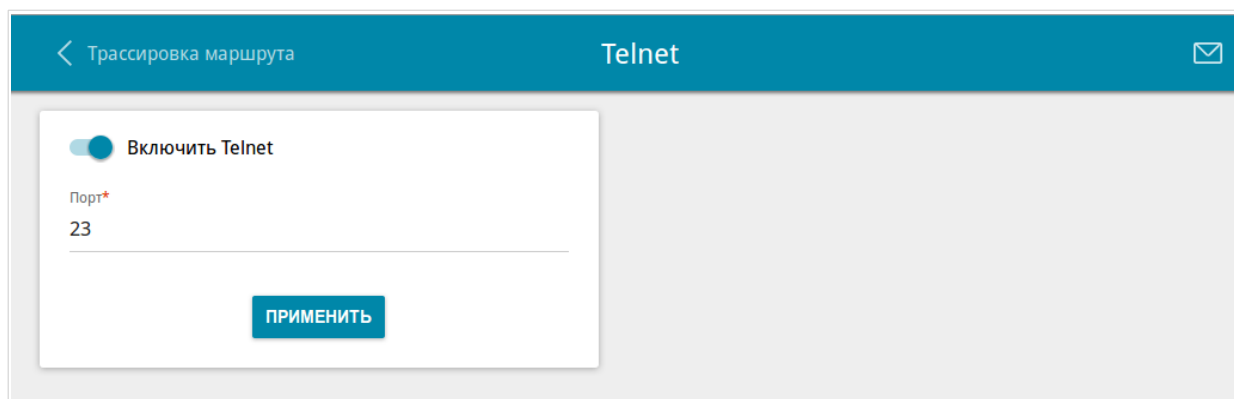 Трассировка маршрута
Telnet
Включить Telnet
Порт*
23
ПРИМЕНИТЬ